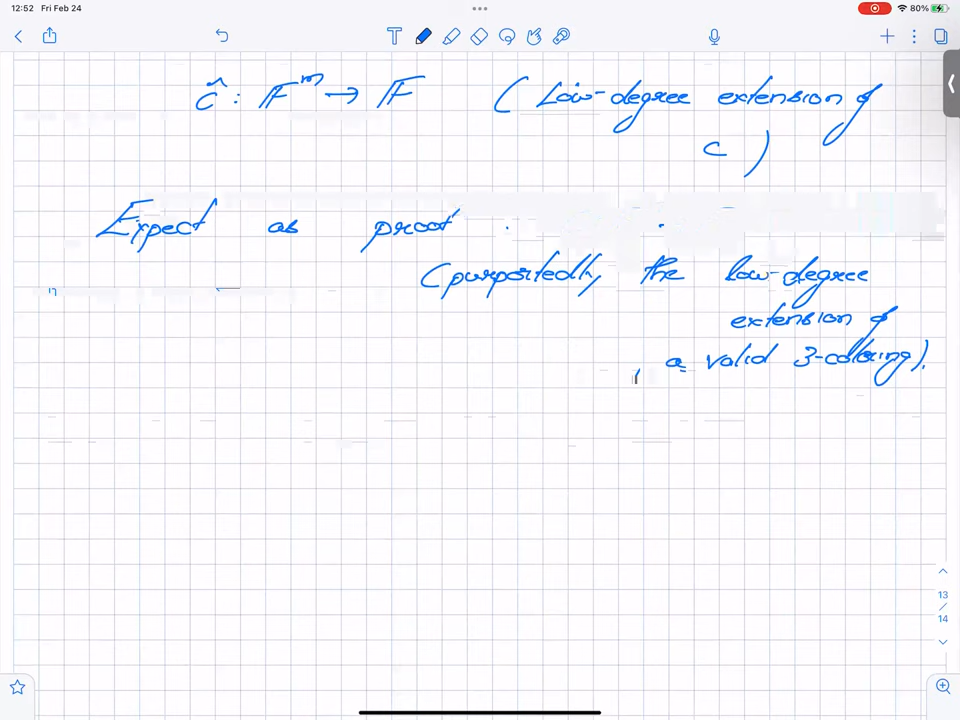 12:52 Fri Feb 24
80%
ĉ : 𝔽^m → 𝔽 (Low-degree extension of
c)
Expect as proof
(purportedly the low-degree
extension of
a valid 3-coloring).
13
14